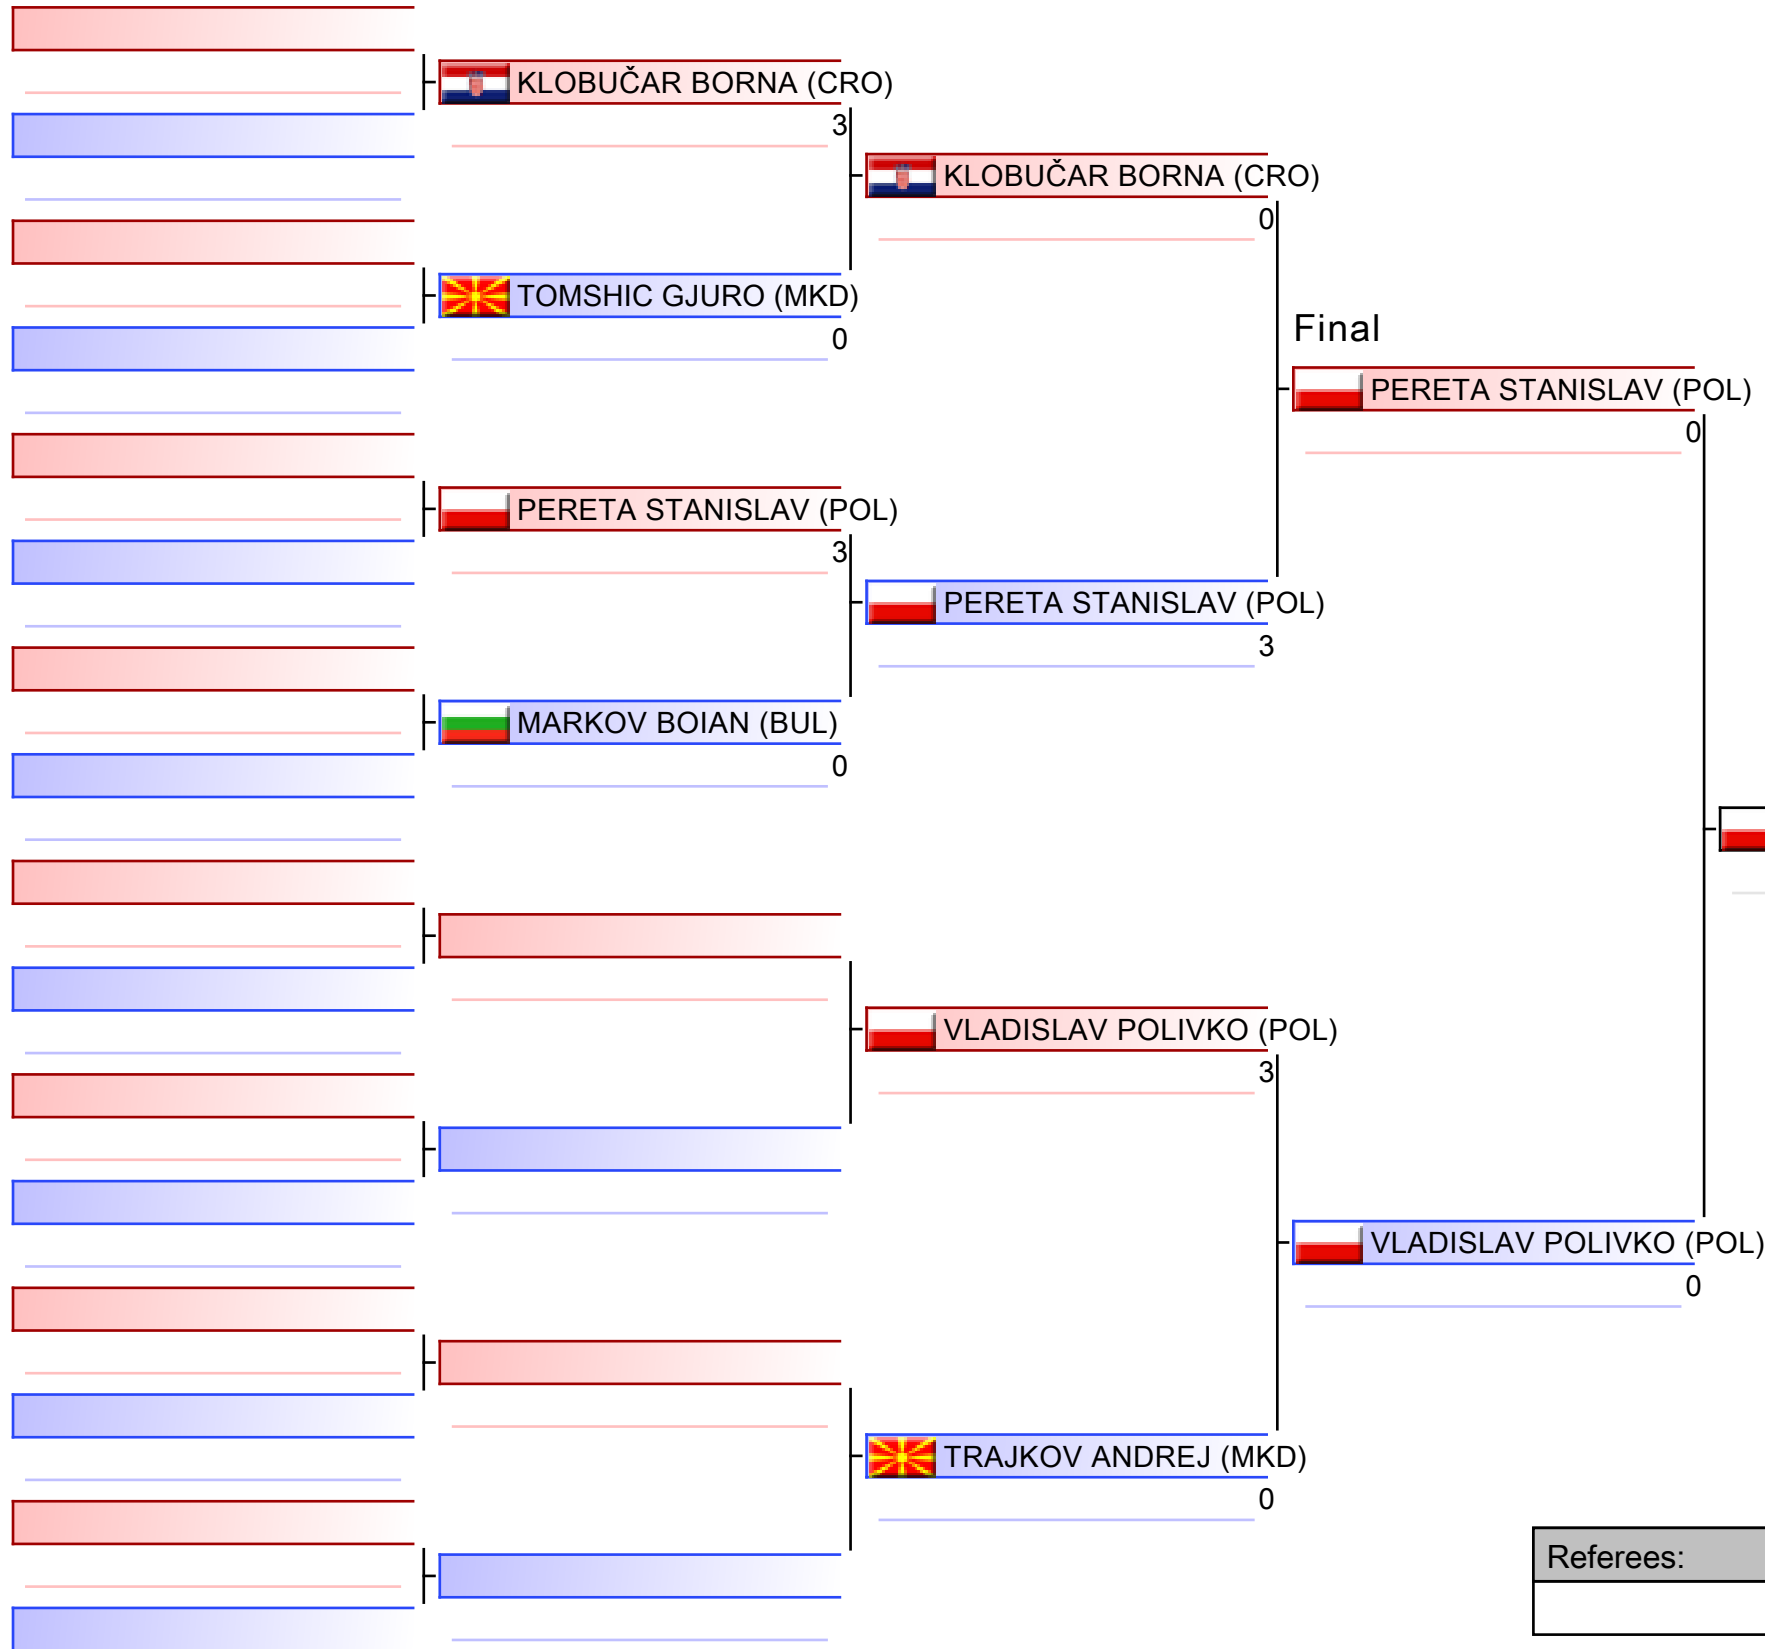 KLOBUČAR BORNA (CRO)
3
KLOBUČAR BORNA (CRO)
0
TOMSHIC GJURO (MKD)
0
Final
PERETA STANISLAV (POL)
0
PERETA STANISLAV (POL)
3
PERETA STANISLAV (POL)
3
MARKOV BOIAN (BUL)
0
VLADISLAV POLIVKO (POL)
3
VLADISLAV POLIVKO (POL)
0
TRAJKOV ANDREJ (MKD)
0
Referees: